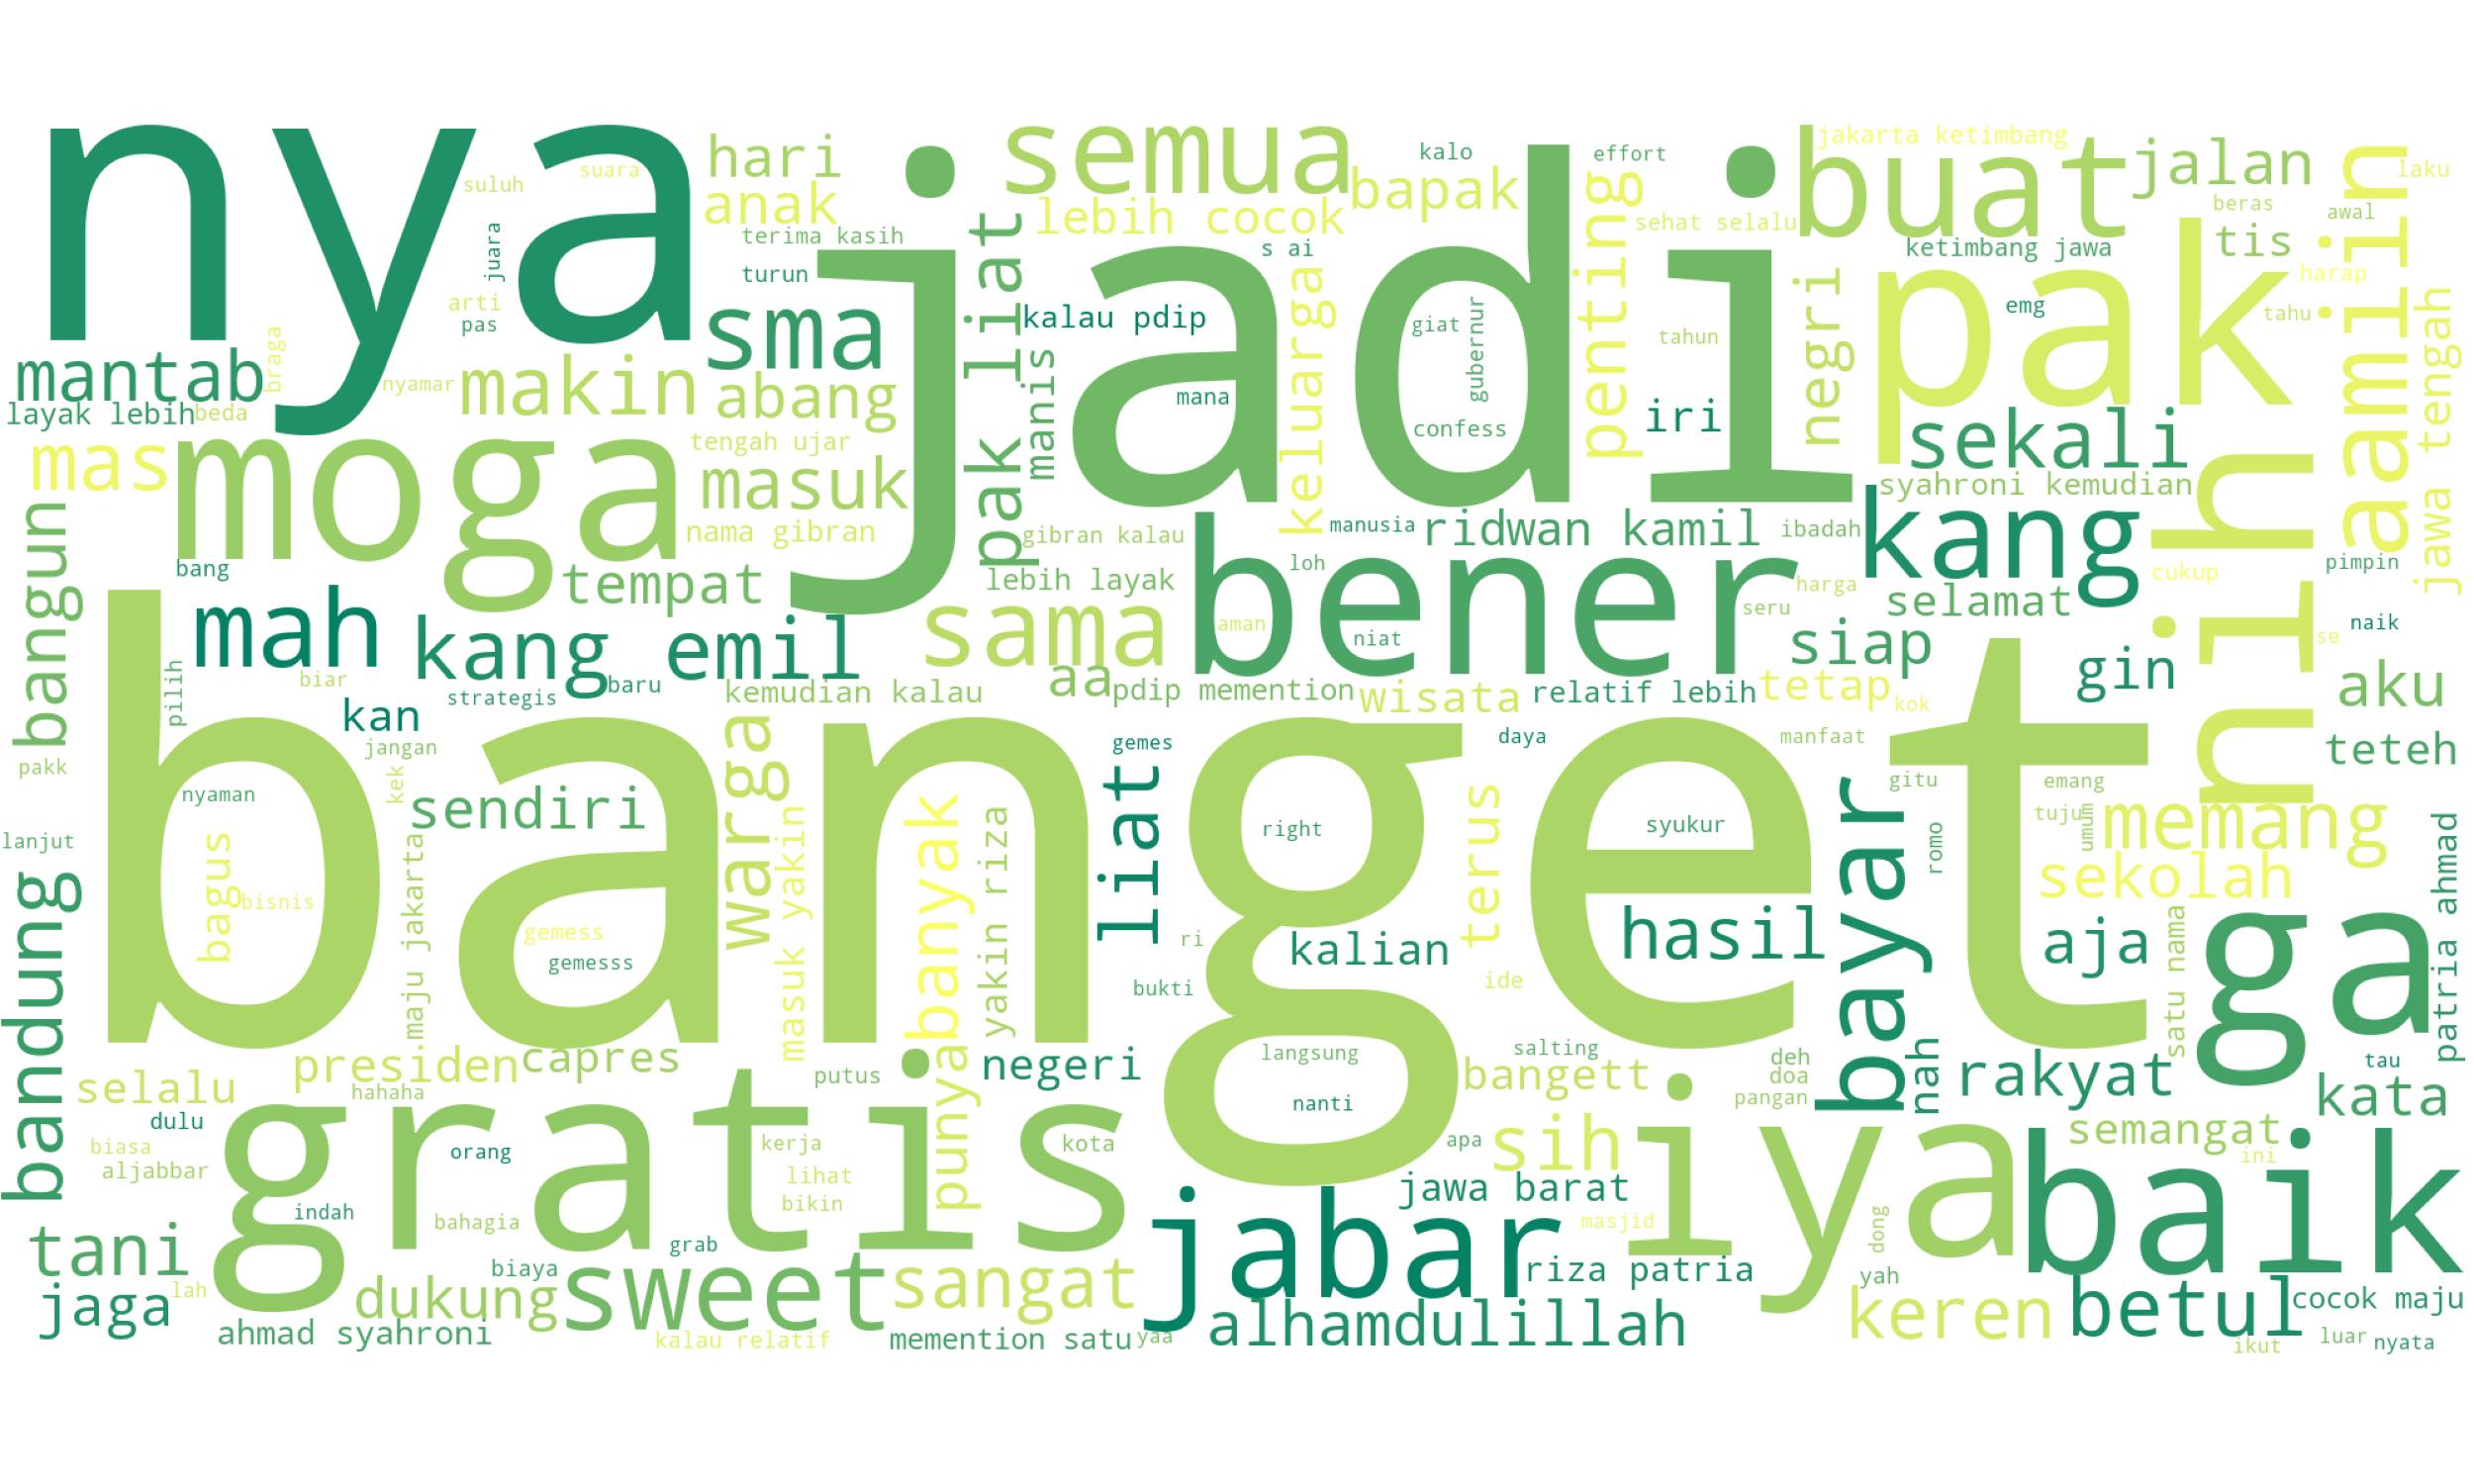 nya
jadi
semua
hari
anak
suluh
suara
juara
terima kasih
turun
arti
pas
braga
mantab
nyamar
layak lebih
beda
makin
sma
abang
pak liat
manis
lebih cocok
bapak
kalo
effort
s ai
kalau pdip
keluarga
mana
giat
gubernur
confess
penting
sehat selalu
tahun
iri
negri
buat
jakarta ketimbang
jalan
beras
laku
awal
tis
ketimbang jawa
harap
tahu
emg
pak
aamiin
jawa tengah
sekali
syahroni kemudian
mas
moga
tengah ujar
masuk
nama gibran
gibran kalau
manusia
ridwan kamil
ibadah
kang
nih
cukup
pimpin
bangun
bang
mah
tempat
lebih layak
loh
bener
harga
seru
selamat
kang emil
sama
aman
niat
siap
gin
se
naik
aku
pilih
biar
strategis
baru
kemudian kalau
aa
pdip memention
wisata
relatif lebih
tetap
kok
teteh
kan
jangan
kek
pakk
banget
nyaman
sendiri
warga
masuk yakin
yakin riza
gemes
liat
daya
manfaat
gitu
emang
tuju
umum
memang
lanjut
bagus
bisnis
maju jakarta
gemess
gemesss
punya
banyak
right
terus
syukur
bayar
romo
sekolah
bandung
ri
bukti
kalian
ide
hasil
aja
satu nama
ga
patria ahmad
selalu
presiden
capres
hahaha
putus
negeri
langsung
nanti
salting
bangett
deh
doa
pangan
nah
rakyat
tau
kata
dulu
biasa
aljabbar
gratis
orang
kerja
lihat
bikin
kota
apa
sih
iya
semangat
ini
baik
tani
indah
bahagia
grab
jawa barat
masjid
dong
jaga
lah
biaya
dukung
sweet
sangat
jabar
riza patria
yah
keren
betul
cocok maju
ahmad syahroni
kalau relatif
memention satu
yaa
alhamdulillah
ikut
luar
nyata